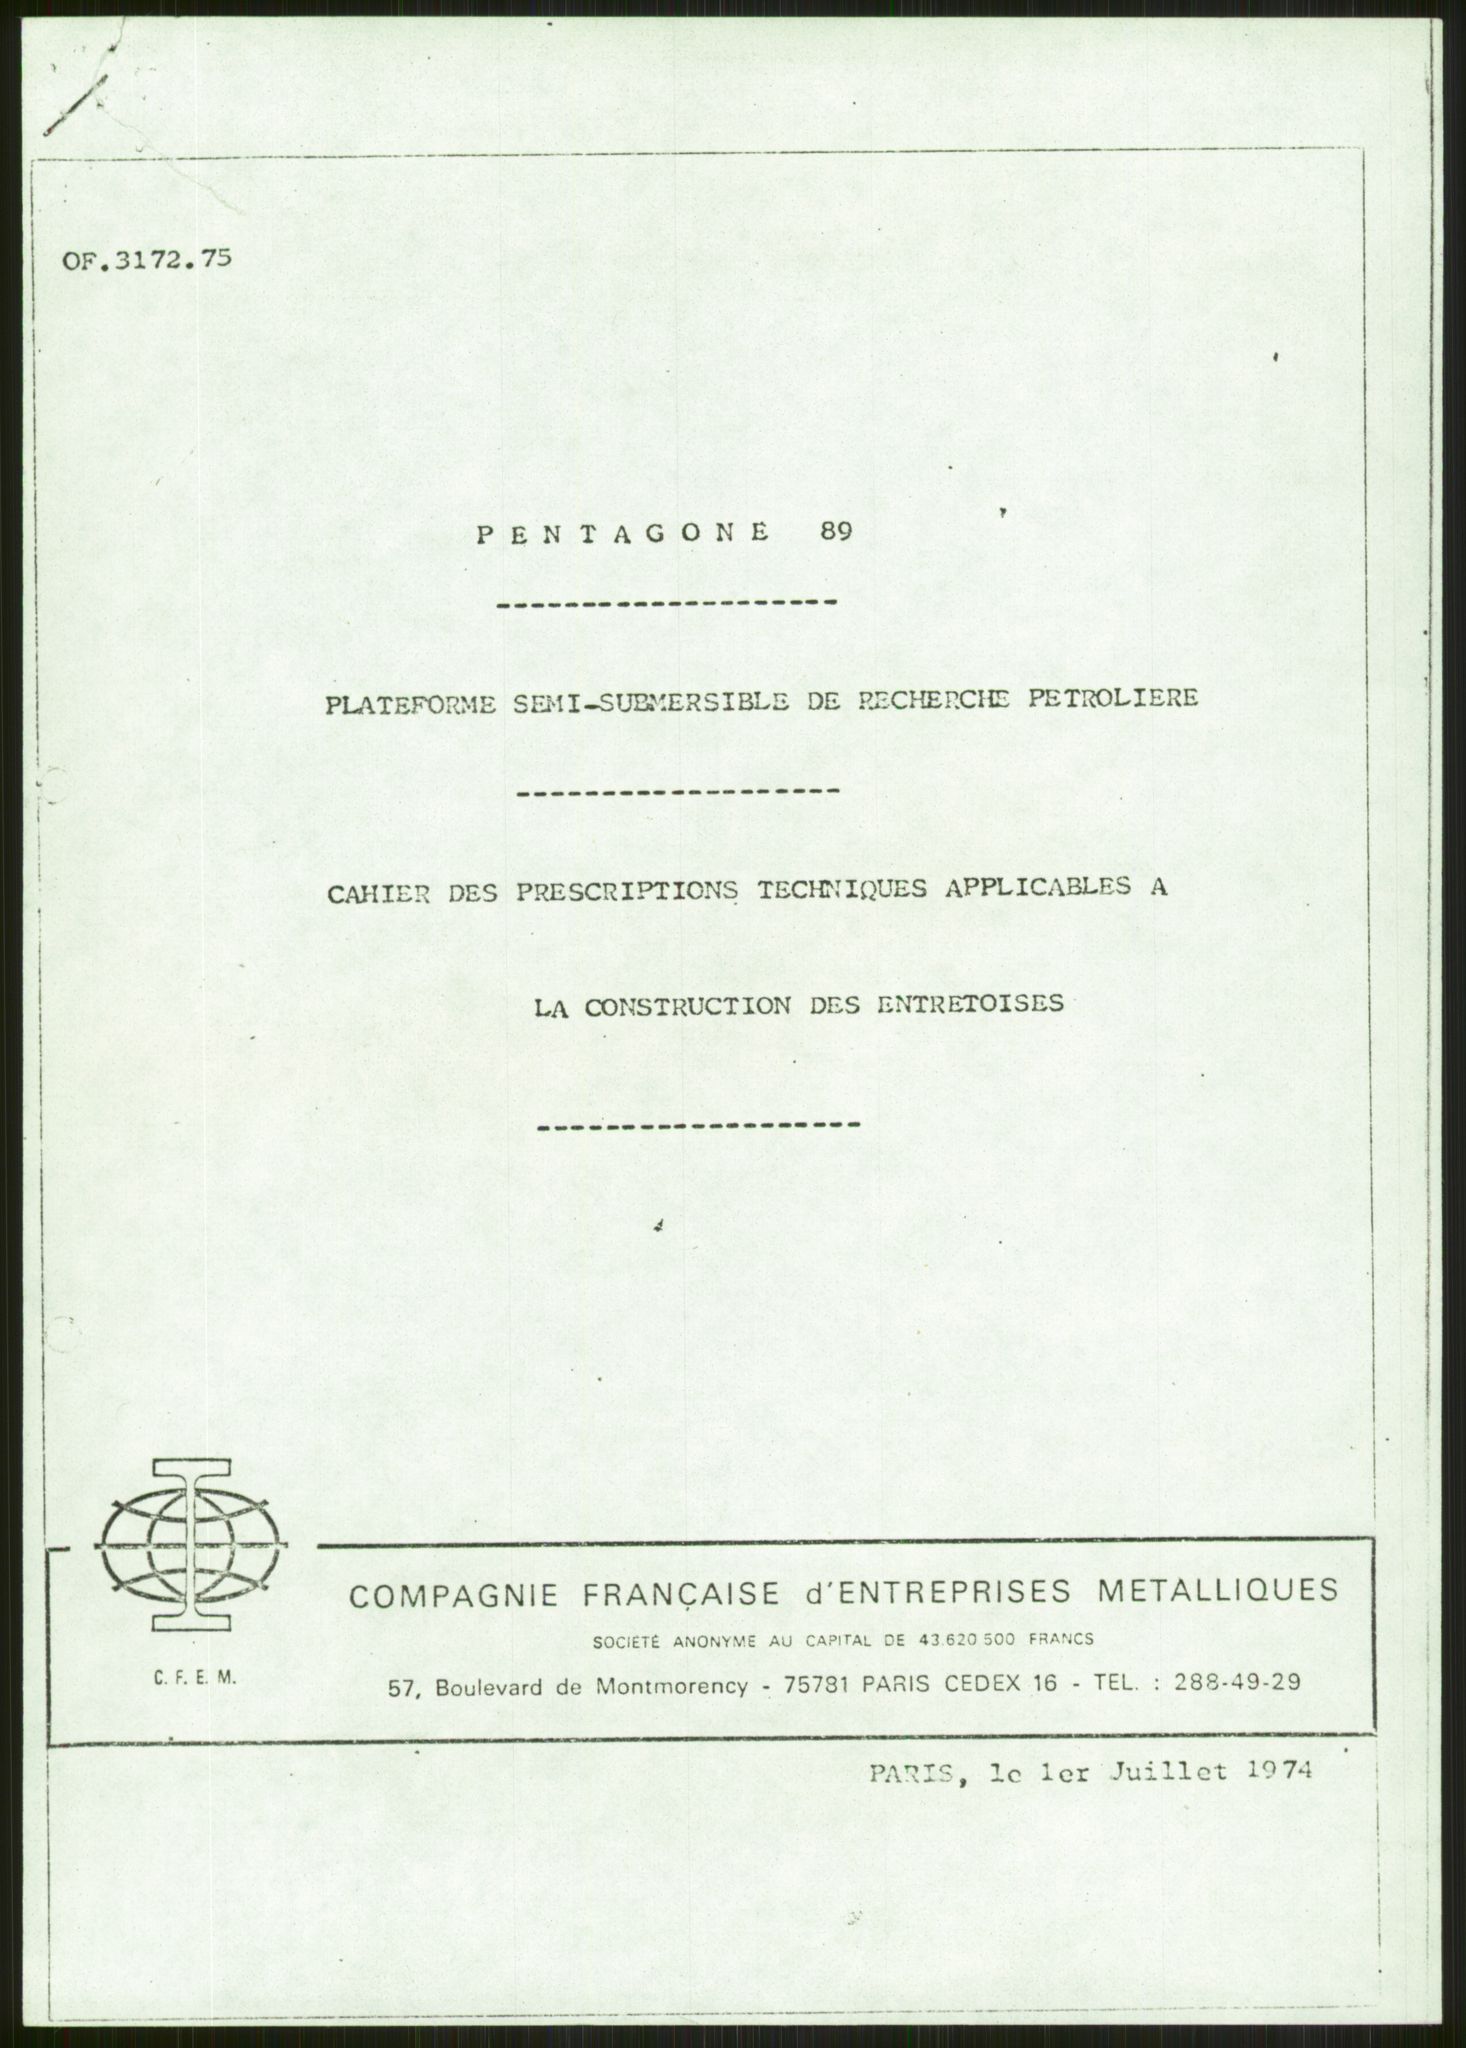 OF.3172.75
PENTAGONE 89
--------------------
PLATEFORME SEMI-SUBMERSIBLE DE RECHERCHE PETROLIERE
-------------------
CAHIER DES PRESCRIPTIONS TECHNIQUES APPLICABLES A
LA CONSTRUCTION DES ENTRETOISES
-------------------
COMPAGNIE FRANÇAISE d'ENTREPRISES METALLIQUES
SOCIETÉ ANONYME AU CAPITAL DE 43.620.500 FRANCS
C. F. E. M.
57, Boulevard de Montmorency - 75781 PARIS CEDEX 16 - TEL. : 288-49-29
PARIS, le 1er Juillet 1974